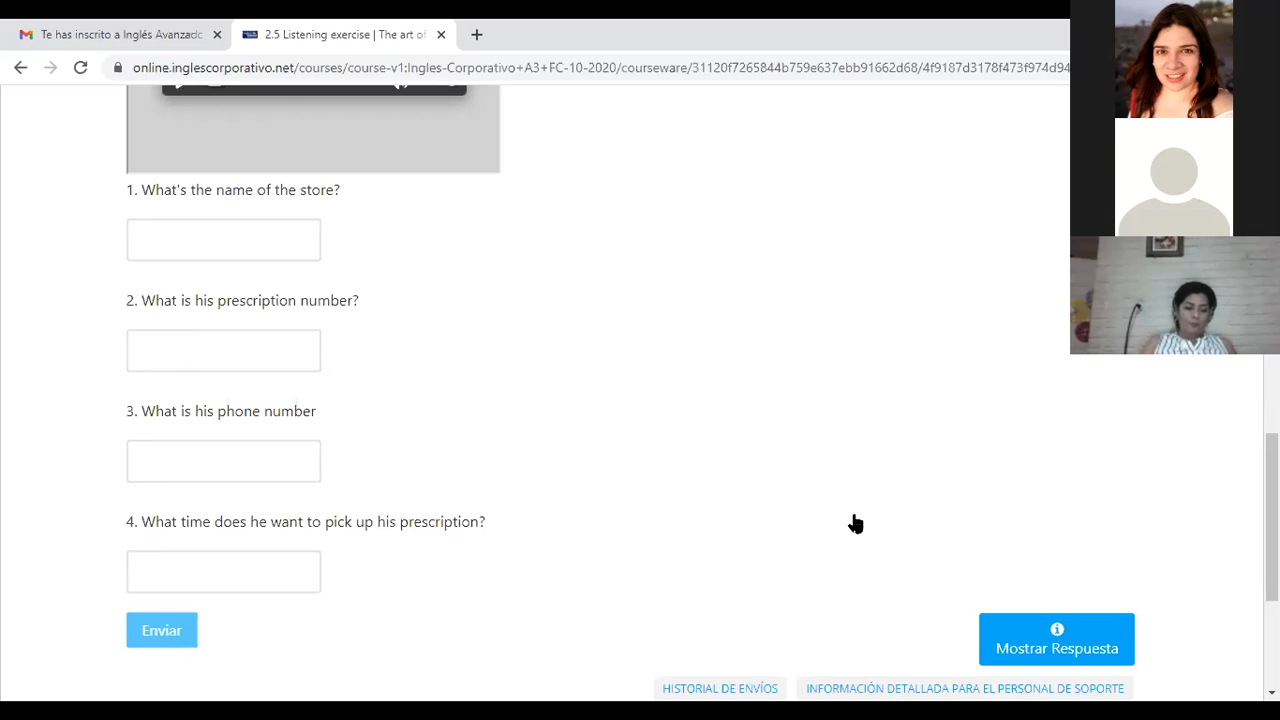 Te has inscrito a Inglés Avanzado
2.5 Listening exercise | The art of
online.inglescorporativo.net/courses/course-v1:Ingles-Corporativo+A3+FC-10-2020/courseware/31120f7265844b759e637ebb91662d68/4f9187d3178f473f974d94
1. What's the name of the store?
2. What is his prescription number?
3. What is his phone number
4. What time does he want to pick up his prescription?
Enviar
Mostrar Respuesta
HISTORIAL DE ENVÍOS
INFORMACIÓN DETALLADA PARA EL PERSONAL DE SOPORTE